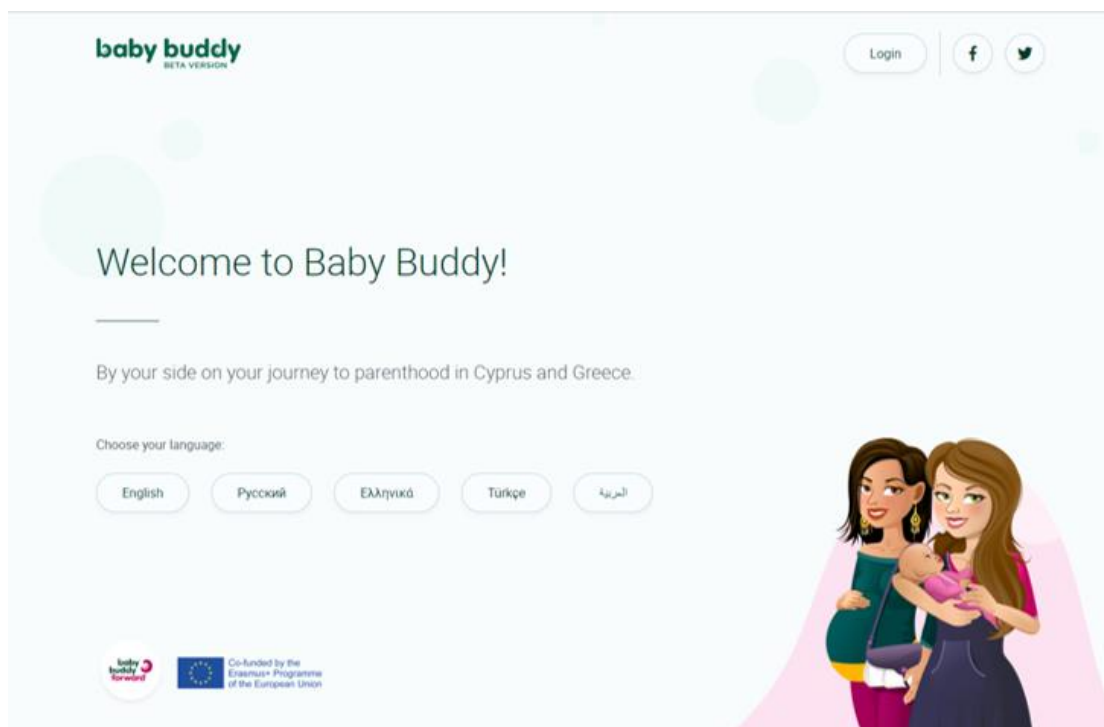 baby buddy
BETA VERSION
Login
Welcome to Baby Buddy!
By your side on your journey to parenthood in Cyprus and Greece.
Choose your language:
English
Русский
Ελληνικά
Türkçe
العربية
baby
buddy
forward
Co-funded by the
Erasmus+ Programme
of the European Union